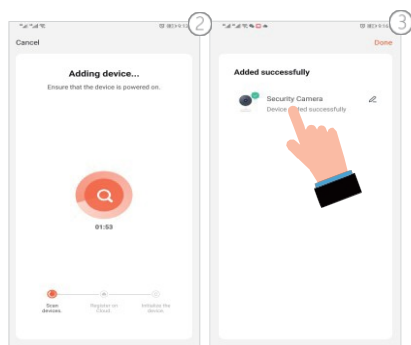 2
Cancel
Adding device...
Ensure that the device is powered on.
01:53
Scan devices.
Register on Cloud.
Initialize the device.
3
Done
Added successfully
Security Camera
Device added successfully